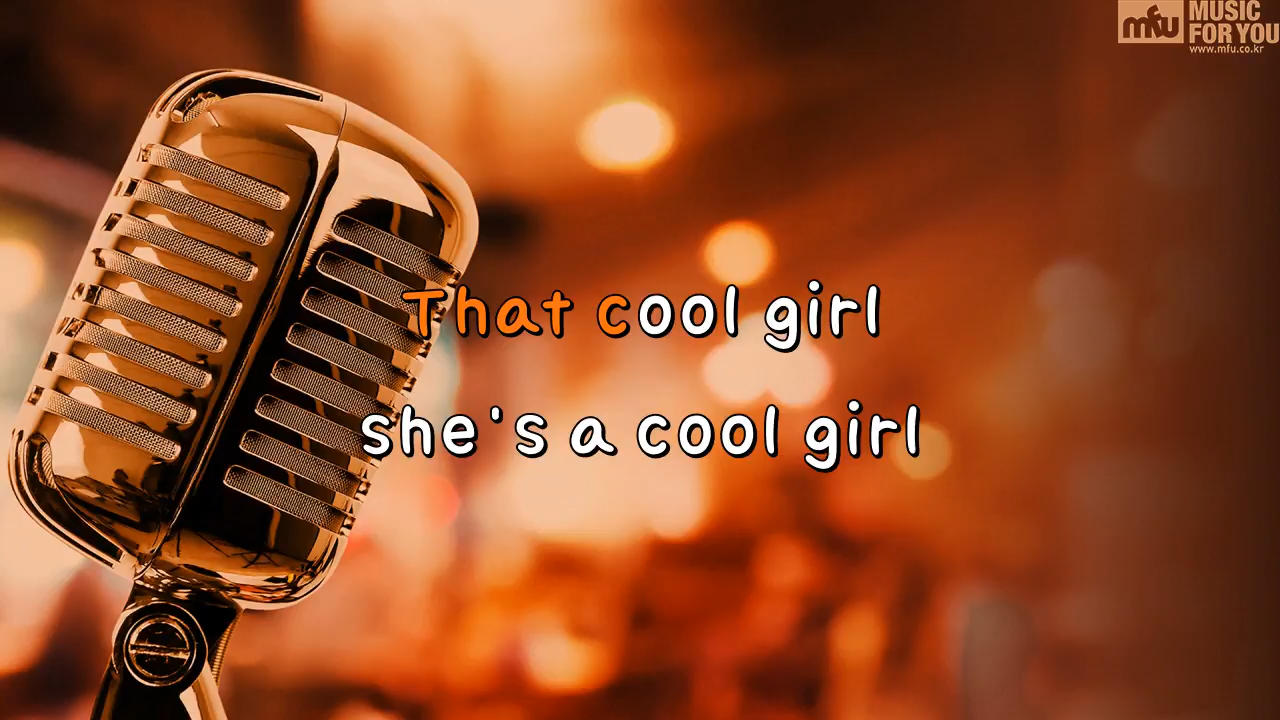 mfu
MUSIC
FOR YOU
www.mfu.co.kr
That cool girl
she's a cool girl